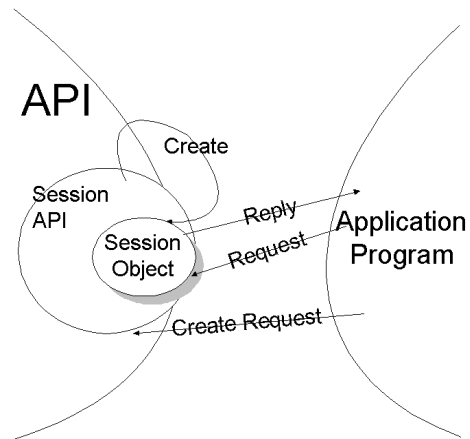 API
Create
Session
API
Session
Object
Reply
Request
Application
Program
Create Request